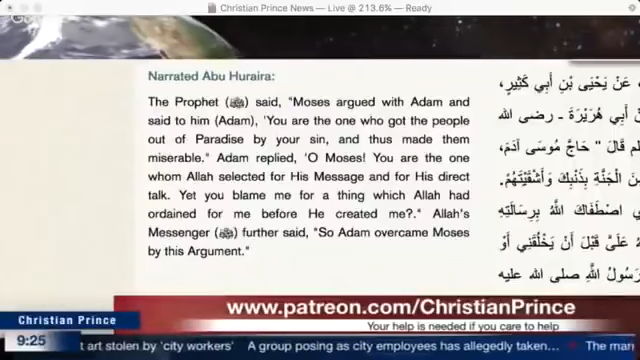 Christian Prince News — Live @ 213.6% — Ready
Google
Narrated Abu Huraira:
The Prophet (ﷺ) said, "Moses argued with Adam and
said to him (Adam), 'You are the one who got the people
out of Paradise by your sin, and thus made them
miserable." Adam replied, 'O Moses! You are the one
whom Allah selected for His Message and for His direct
talk. Yet you blame me for a thing which Allah had
ordained for me before He created me?." Allah's
Messenger (ﷺ) further said, "So Adam overcame Moses
by this Argument."
، عَنْ يَحْيَى بْنِ أَبِي كَثِيرٍ،
أَبِي هُرَيْرَةَ ـ رضى الله
قَالَ " حَاجَّ مُوسَى آدَمَ،
الْجَنَّةِ بِذَنْبِكَ وَأَشْقَيْتَهُمْ.
اصْطَفَاكَ اللَّهُ بِرِسَالَتِهِ
قَبْلَ أَنْ يَخْلُقَنِي أَوْ
رَسُولُ اللَّهِ صلى الله عليه
www.patreon.com/ChristianPrince
Your help is needed if you care to help
Christian Prince
9:25
t art stolen by 'city workers' A group posing as city employees has allegedly taken... The man